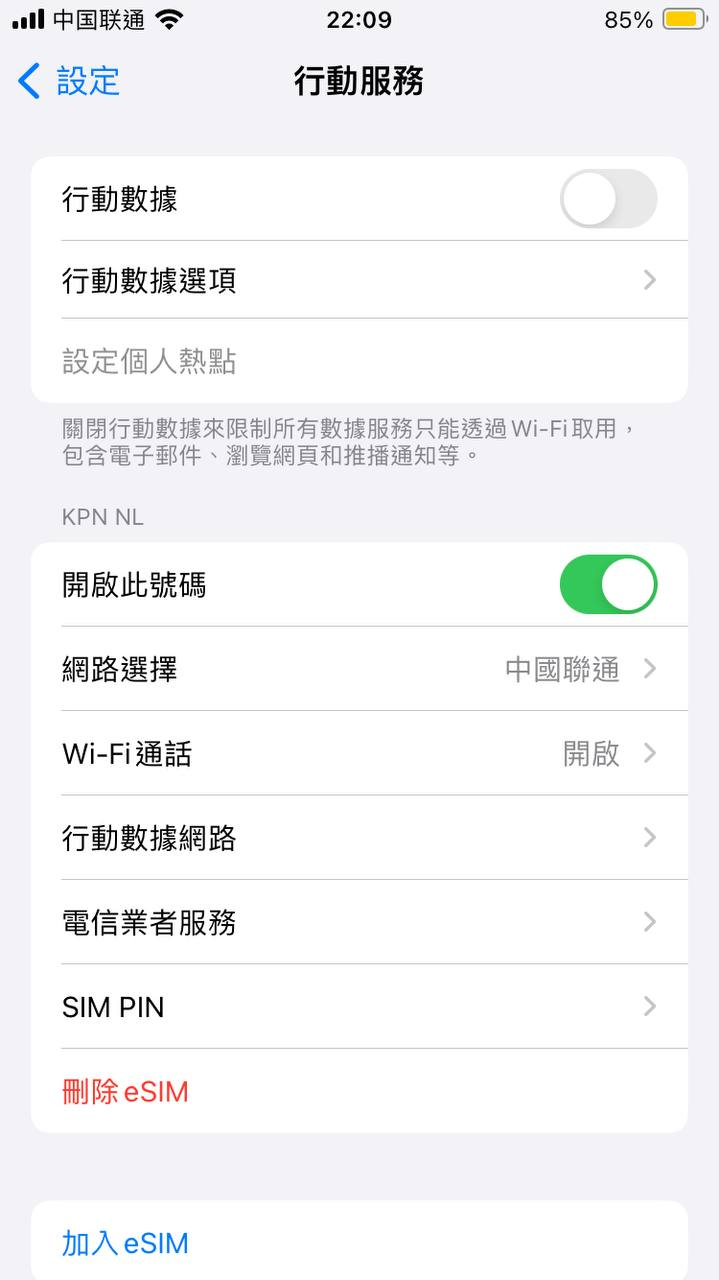 中国联通 22:09 85%
設定 行動服務
行動數據
行動數據選項
設定個人熱點
關閉行動數據來限制所有數據服務只能透過 Wi-Fi 取用，
包含電子郵件、瀏覽網頁和推播通知等。
KPN NL
開啟此號碼
網路選擇 中國聯通
Wi-Fi 通話 開啟
行動數據網路
電信業者服務
SIM PIN
刪除 eSIM
加入 eSIM